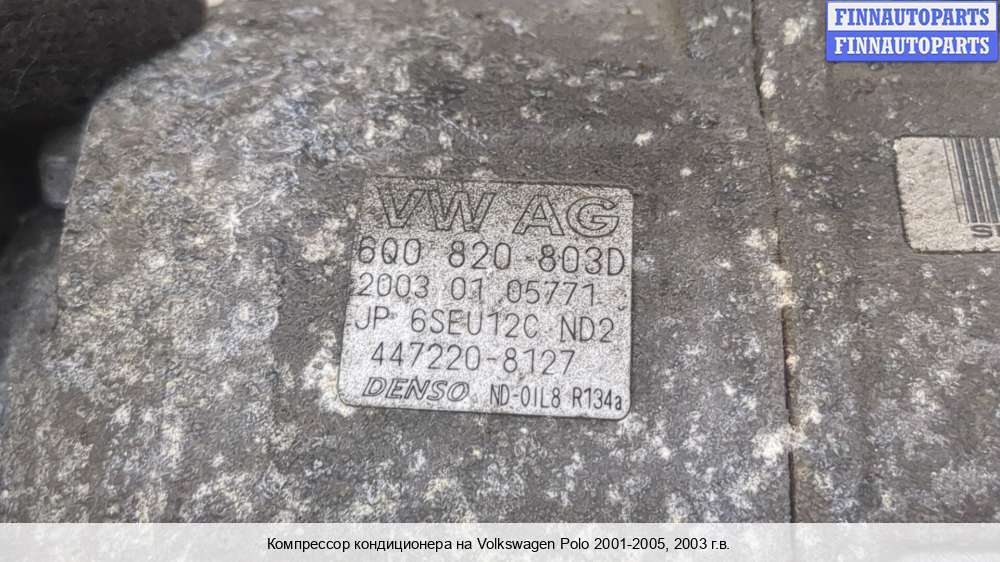 FINNAUTOPARTS
FINNAUTOPARTS
VW AG
6Q0 820 803D
2003 01 05771
JP 6SEU12C ND2
447220-8127
DENSO ND-OIL8 R134a
Компрессор кондиционера на Volkswagen Polo 2001-2005, 2003 г.в.